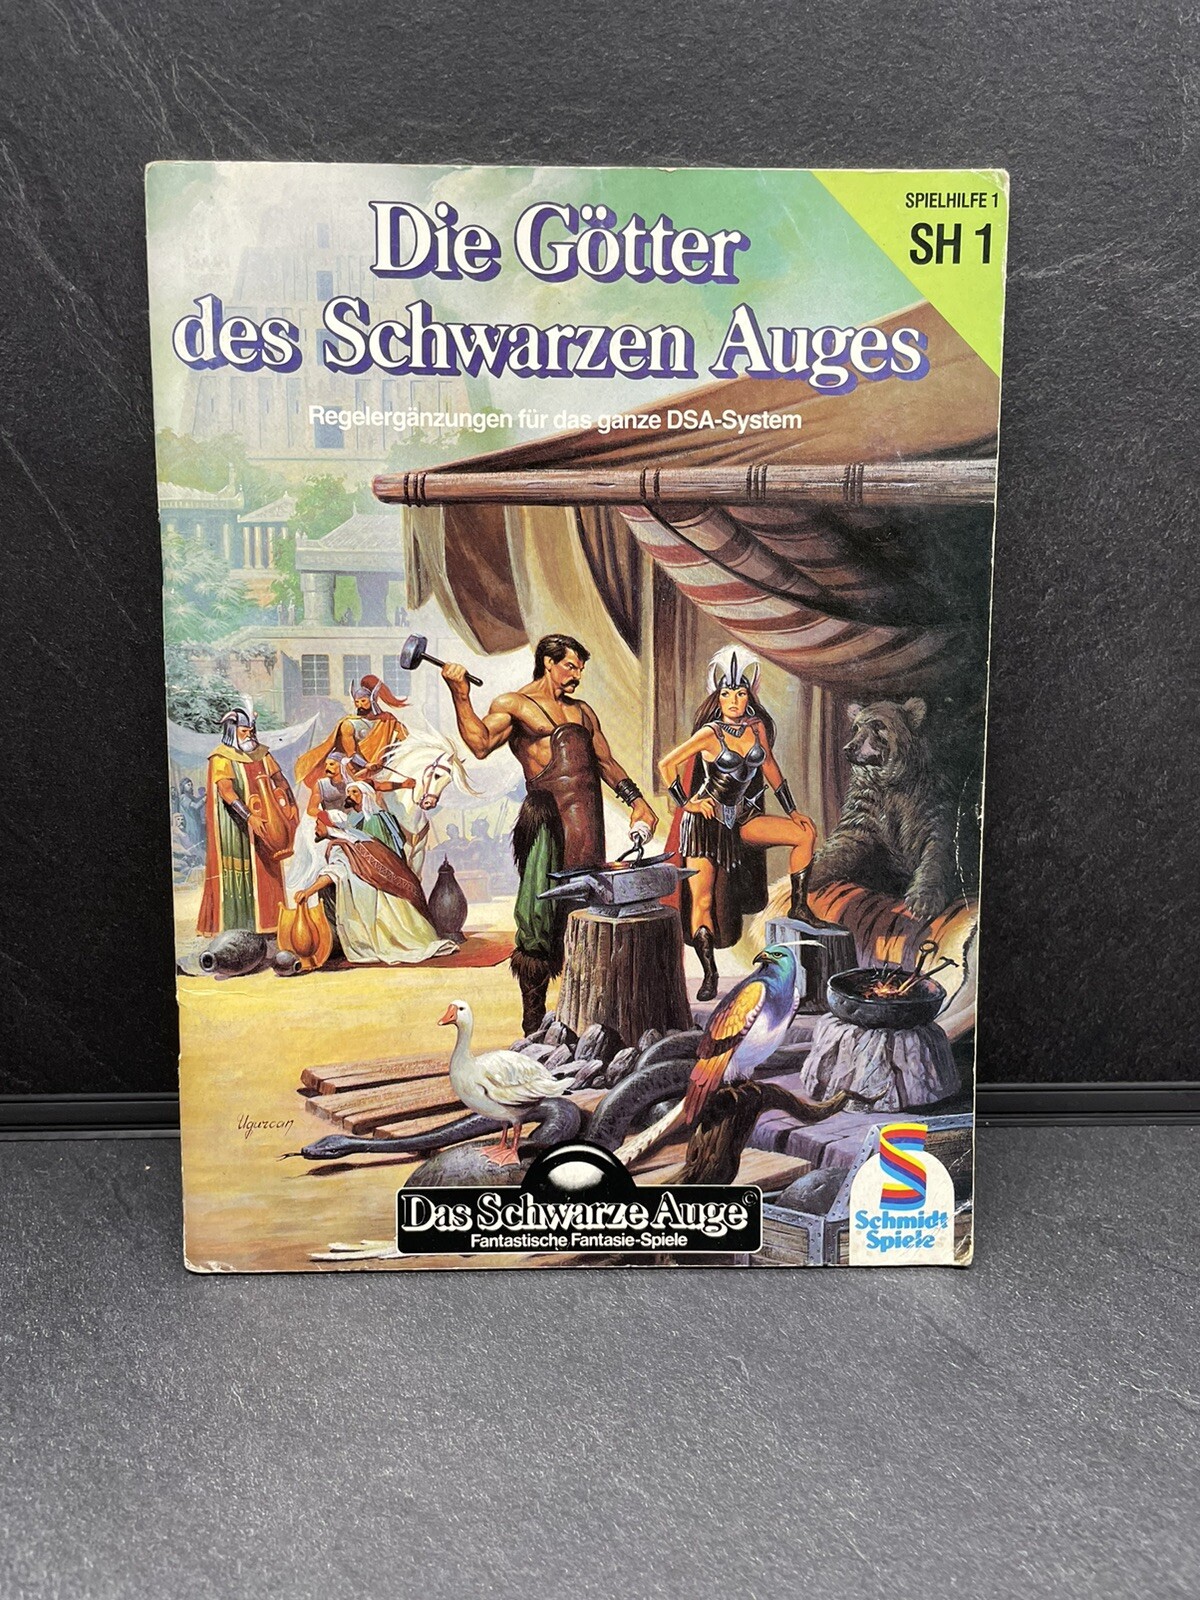 Die Götter
des Schwarzen Auges
Regelergänzungen für das ganze DSA-System
SPIELHILFE 1
SH 1
Ugurcan
Das Schwarze Auge ©
Fantastische Fantasie-Spiele
Schmidt
Spiele